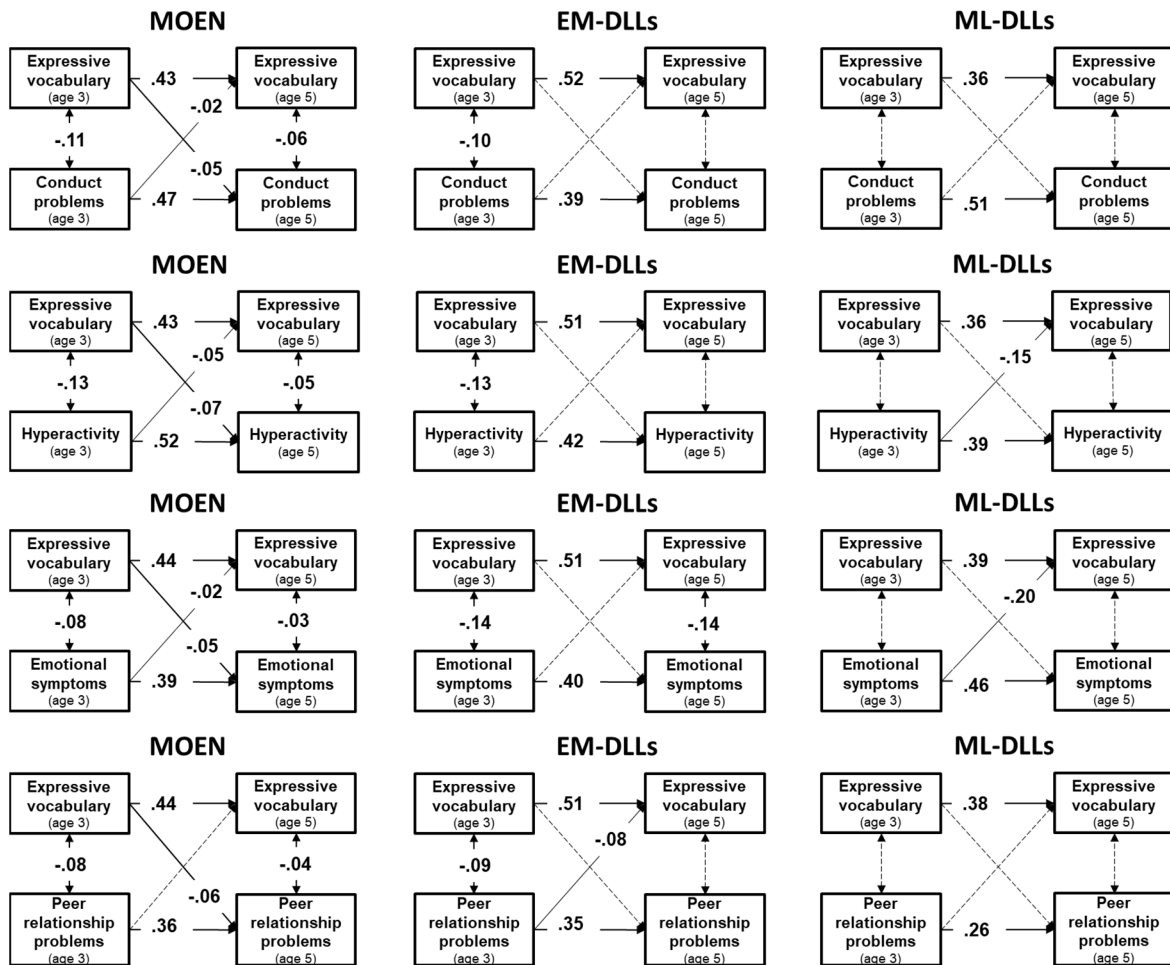 MOEN EM-DLLs ML-DLLs
Expressive vocabulary (age 3) .43 Expressive vocabulary (age 5) Expressive vocabulary (age 3) .52 Expressive vocabulary (age 5) Expressive vocabulary (age 3) .36 Expressive vocabulary (age 5)
-.02
-.11 -.06 -.10
-.05
Conduct problems (age 3) .47 Conduct problems (age 5) Conduct problems (age 3) .39 Conduct problems (age 5) Conduct problems (age 3) .51 Conduct problems (age 5)
MOEN EM-DLLs ML-DLLs
Expressive vocabulary (age 3) .43 Expressive vocabulary (age 5) Expressive vocabulary (age 3) .51 Expressive vocabulary (age 5) Expressive vocabulary (age 3) .36 Expressive vocabulary (age 5)
-.05 -.15
-.13 -.05 -.13
-.07
Hyperactivity (age 3) .52 Hyperactivity (age 5) Hyperactivity (age 3) .42 Hyperactivity (age 5) Hyperactivity (age 3) .39 Hyperactivity (age 5)
MOEN EM-DLLs ML-DLLs
Expressive vocabulary (age 3) .44 Expressive vocabulary (age 5) Expressive vocabulary (age 3) .51 Expressive vocabulary (age 5) Expressive vocabulary (age 3) .39 Expressive vocabulary (age 5)
-.02 -.20
-.08 -.03 -.14 -.14
-.05
Emotional symptoms (age 3) .39 Emotional symptoms (age 5) Emotional symptoms (age 3) .40 Emotional symptoms (age 5) Emotional symptoms (age 3) .46 Emotional symptoms (age 5)
MOEN EM-DLLs ML-DLLs
Expressive vocabulary (age 3) .44 Expressive vocabulary (age 5) Expressive vocabulary (age 3) .51 Expressive vocabulary (age 5) Expressive vocabulary (age 3) .38 Expressive vocabulary (age 5)
-.08
-.08 -.04 -.09
-.06
Peer relationship problems (age 3) .36 Peer relationship problems (age 5) Peer relationship problems (age 3) .35 Peer relationship problems (age 5) Peer relationship problems (age 3) .26 Peer relationship problems (age 5)